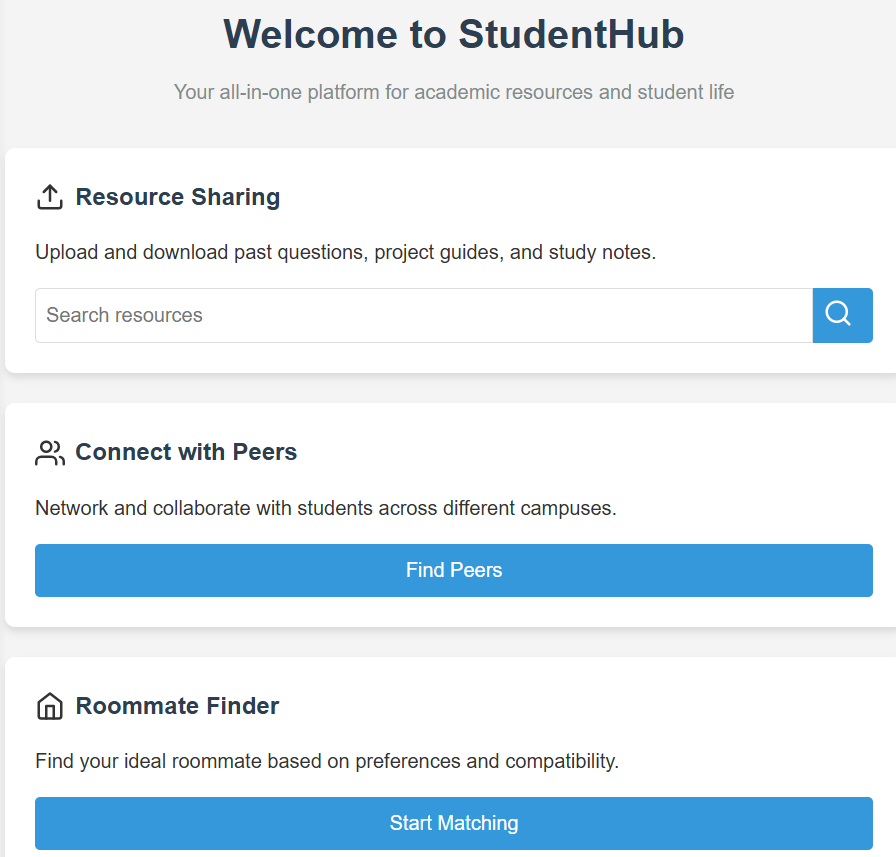 Welcome to StudentHub
Your all-in-one platform for academic resources and student life
Resource Sharing
Upload and download past questions, project guides, and study notes.
Search resources
Connect with Peers
Network and collaborate with students across different campuses.
Find Peers
Roommate Finder
Find your ideal roommate based on preferences and compatibility.
Start Matching